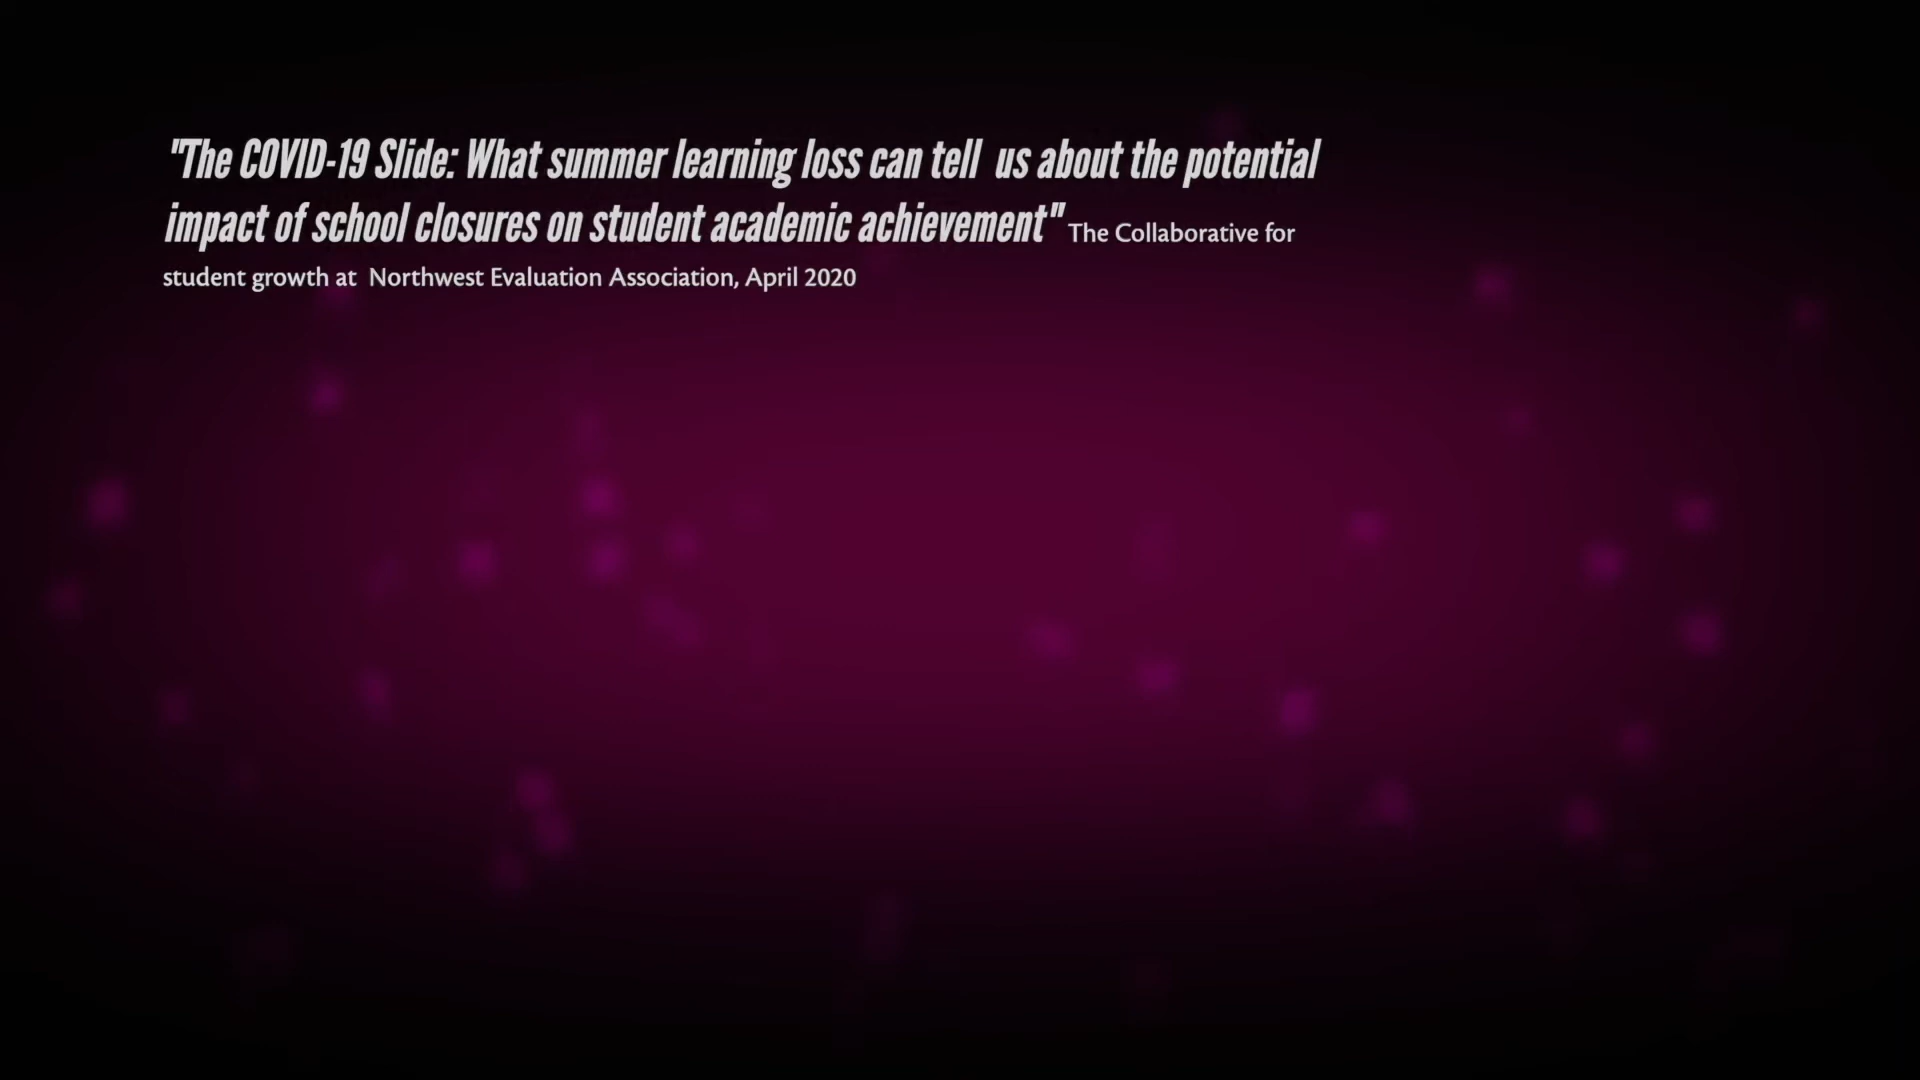 "The COVID-19 Slide: What summer learning loss can tell us about the potential
impact of school closures on student academic achievement" The Collaborative for
student growth at Northwest Evaluation Association, April 2020